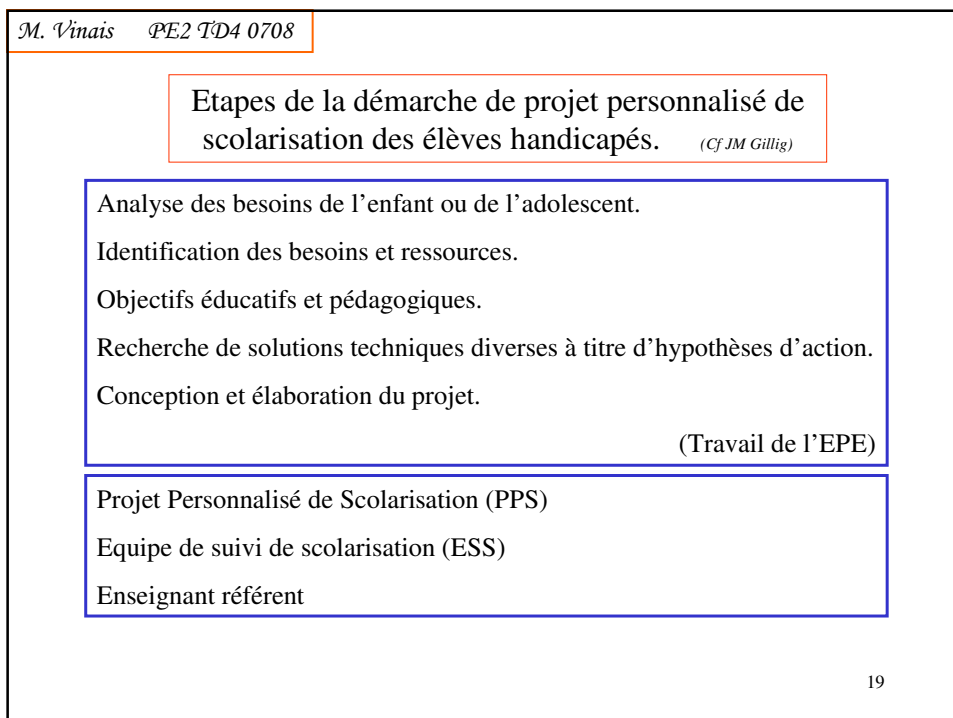 M. Vinais PE2 TD4 0708
Etapes de la démarche de projet personnalisé de
scolarisation des élèves handicapés. (Cf JM Gillig)
Analyse des besoins de l'enfant ou de l'adolescent.
Identification des besoins et ressources.
Objectifs éducatifs et pédagogiques.
Recherche de solutions techniques diverses à titre d'hypothèses d'action.
Conception et élaboration du projet.
(Travail de l'EPE)
Projet Personnalisé de Scolarisation (PPS)
Equipe de suivi de scolarisation (ESS)
Enseignant référent
19